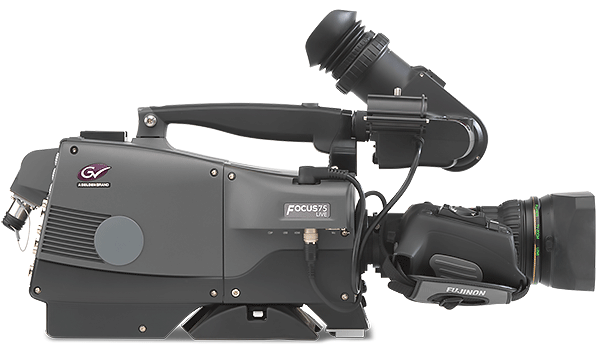 GV
A BELDEN BRAND
FOCUS75
LIVE
FUJINON